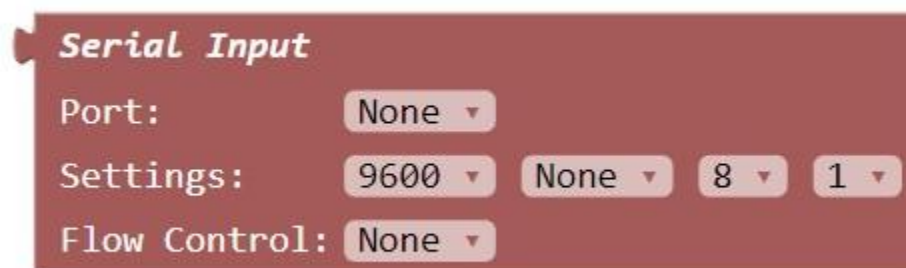 Serial Input
Port: None
Settings: 9600 None 8 1
Flow Control: None